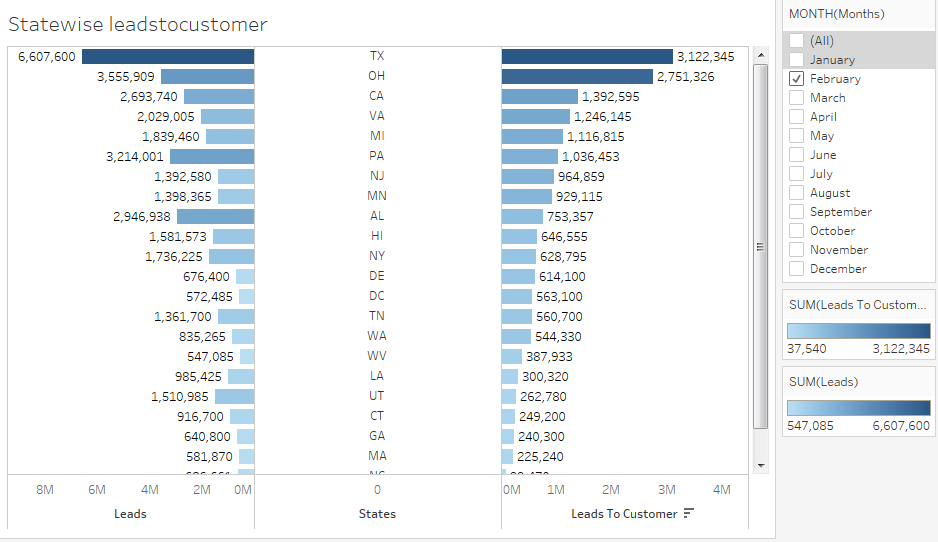 Statewise leadstocustomer
6,607,600 TX 3,122,345
3,555,909 OH 2,751,326
2,693,740 CA 1,392,595
2,029,005 VA 1,246,145
1,839,460 MI 1,116,815
3,214,001 PA 1,036,453
1,392,580 NJ 964,859
1,398,365 MN 929,115
2,946,938 AL 753,357
1,581,573 HI 646,555
1,736,225 NY 628,795
676,400 DE 614,100
572,485 DC 563,100
1,361,700 TN 560,700
835,265 WA 544,330
547,085 WV 387,933
985,425 LA 300,320
1,510,985 UT 262,780
916,700 CT 249,200
640,800 GA 240,300
581,870 MA 225,240
8M 6M 4M 2M 0M 0 0M 1M 2M 3M 4M
Leads States Leads To Customer
MONTH(Months)
(All)
January
February
March
April
May
June
July
August
September
October
November
December
SUM(Leads To Custom...
37,540 3,122,345
SUM(Leads)
547,085 6,607,600